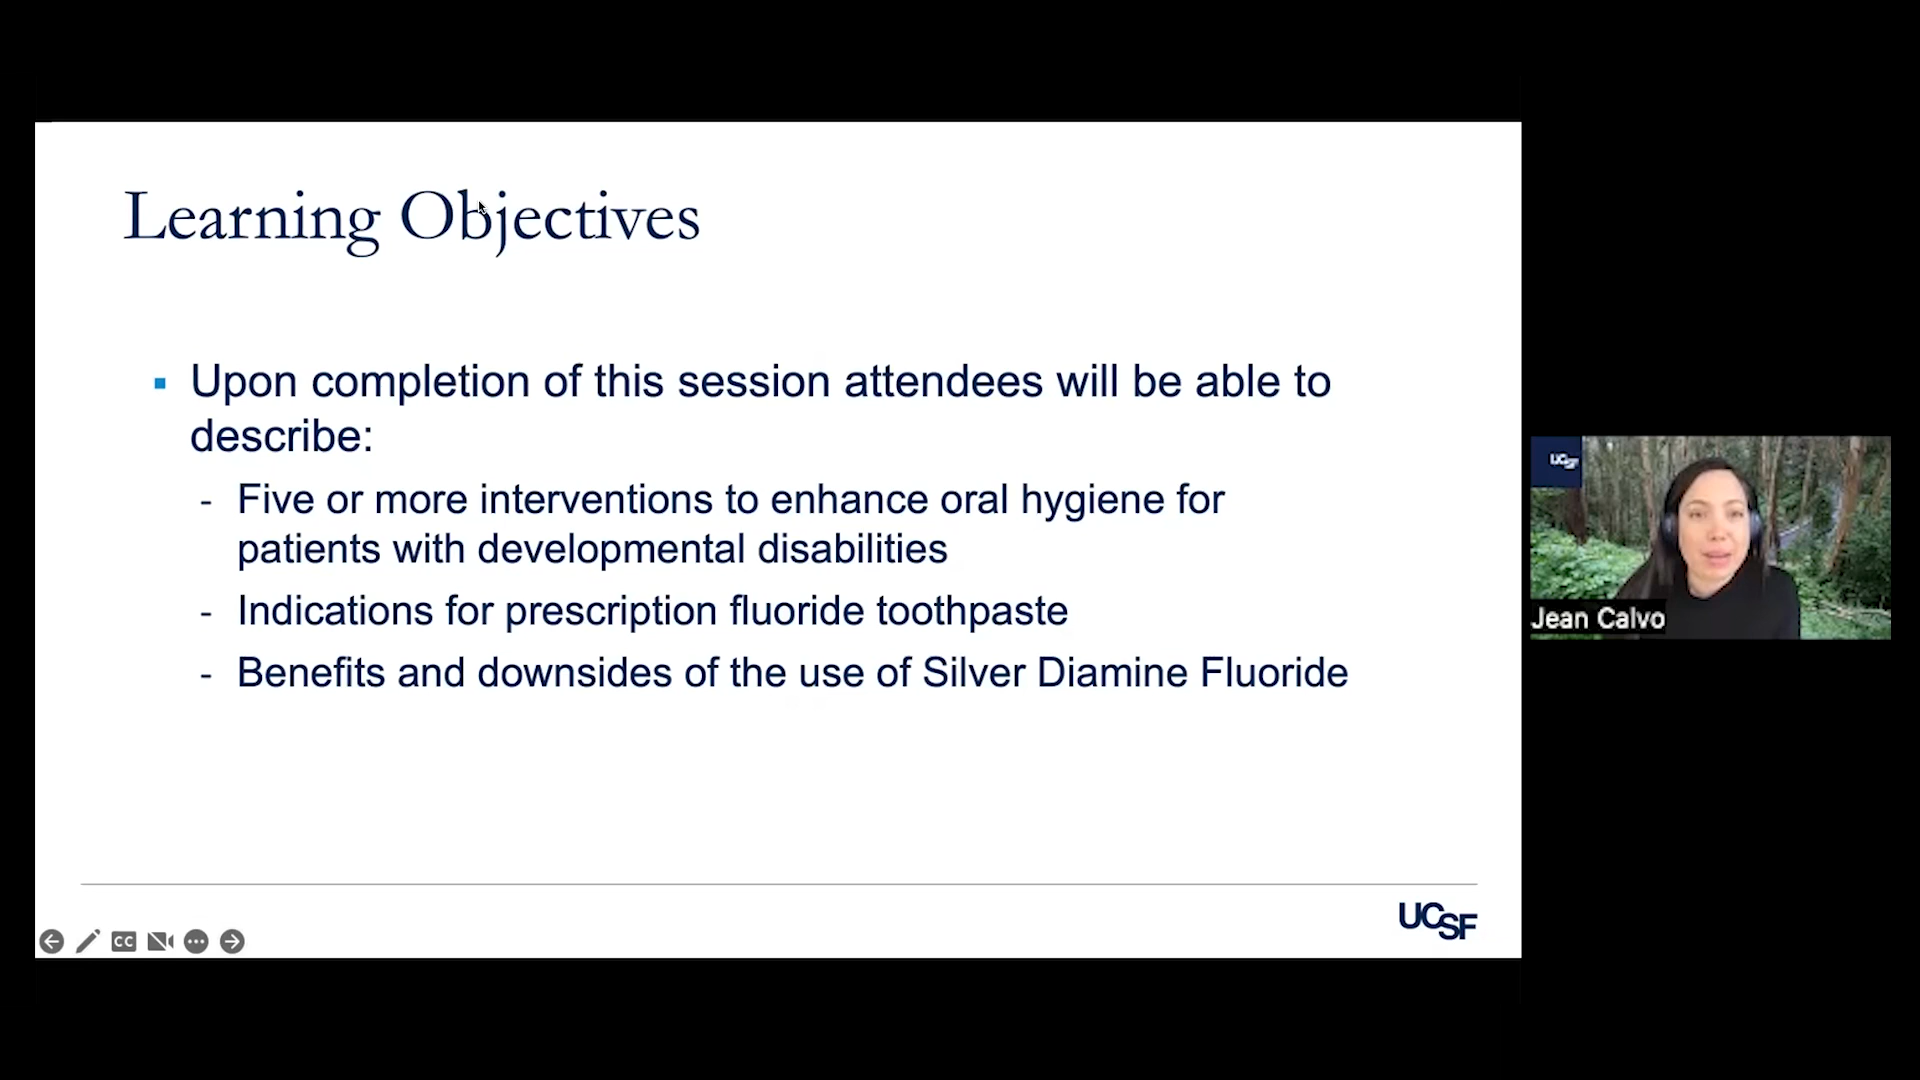 Learning Objectives
▪ Upon completion of this session attendees will be able to
describe:
- Five or more interventions to enhance oral hygiene for
patients with developmental disabilities
- Indications for prescription fluoride toothpaste
- Benefits and downsides of the use of Silver Diamine Fluoride
UCSF
CC
UCSF
Jean Calvo